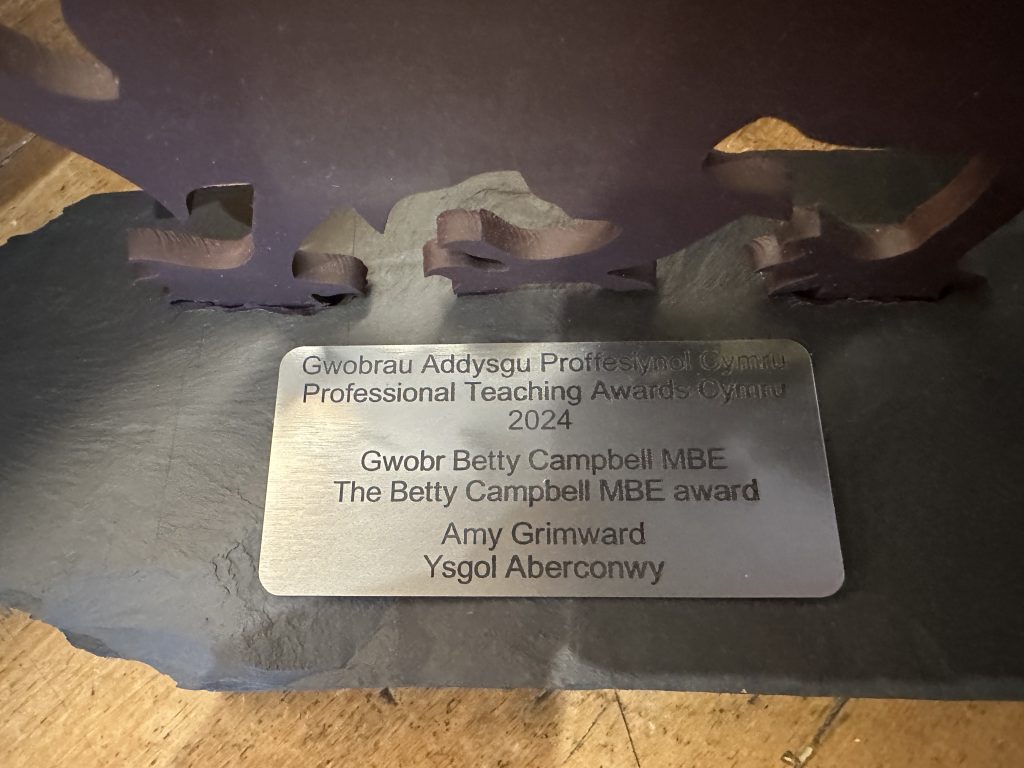 Gwobrau Addysgu Proffesiynol Cymru
Professional Teaching Awards Cymru
2024
Gwobr Betty Campbell MBE
The Betty Campbell MBE award
Amy Grimward
Ysgol Aberconwy